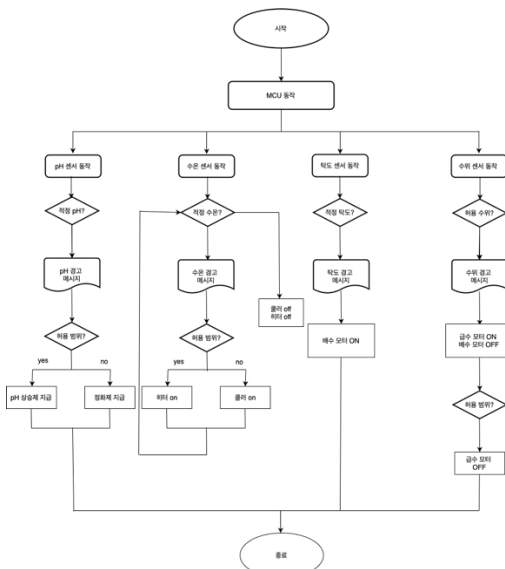 시작
MCU 동작
pH 센서 동작
수온 센서 동작
탁도 센서 동작
수위 센서 동작
적정 pH?
적정 수온?
적정 탁도?
허용 수위?
pH 경고
메시지
수온 경고
메시지
탁도 경고
메시지
수위 경고
메시지
쿨러 off
히터 off
허용 범위?
허용 범위?
배수 모터 ON
급수 모터 ON
배수 모터 OFF
yes
no
yes
no
pH 상승제 지급
정화제 지급
히터 on
쿨러 on
허용 범위?
급수 모터
OFF
종료